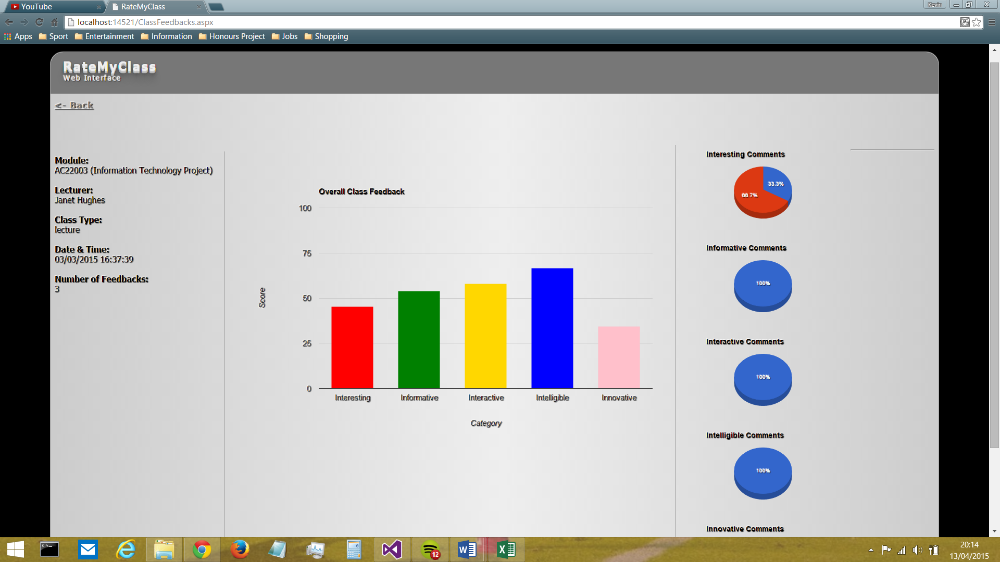 YouTube
RateMyClass
Kevin
localhost:14521/ClassFeedbacks.aspx
Apps Sport Entertainment Information Honours Project Jobs Shopping
RateMyClass
Web Interface
<- Back
Module:
AC22003 (Information Technology Project)
Lecturer:
Janet Hughes
Class Type:
lecture
Date & Time:
03/03/2015 16:37:39
Number of Feedbacks:
3
Overall Class Feedback
100
75
50
25
0
Score
Interesting Informative Interactive Intelligible Innovative
Category
Interesting Comments
33.3%
66.7%
Informative Comments
100%
Interactive Comments
100%
Intelligible Comments
100%
Innovative Comments
12
20:14
13/04/2015